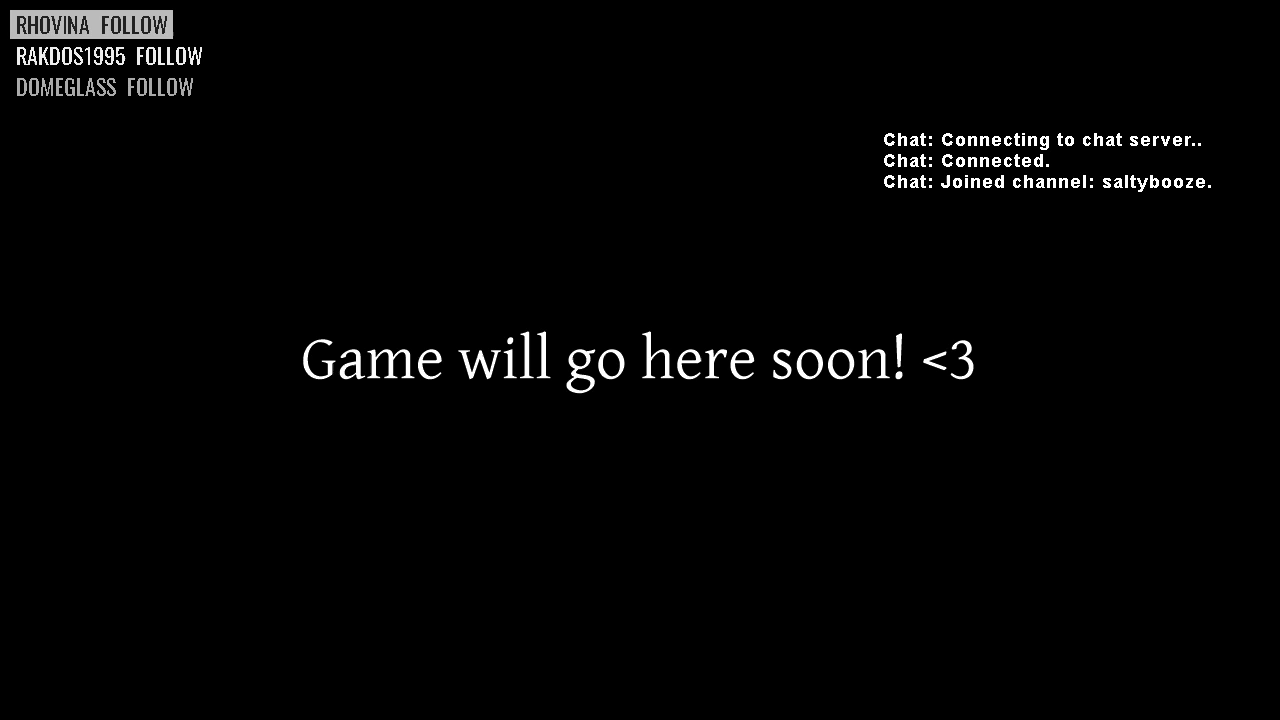 RHOVINA FOLLOW
RAKDOS1995 FOLLOW
DOMEGLASS FOLLOW
Chat: Connecting to chat server..
Chat: Connected.
Chat: Joined channel: saltybooze.
Game will go here soon! <3